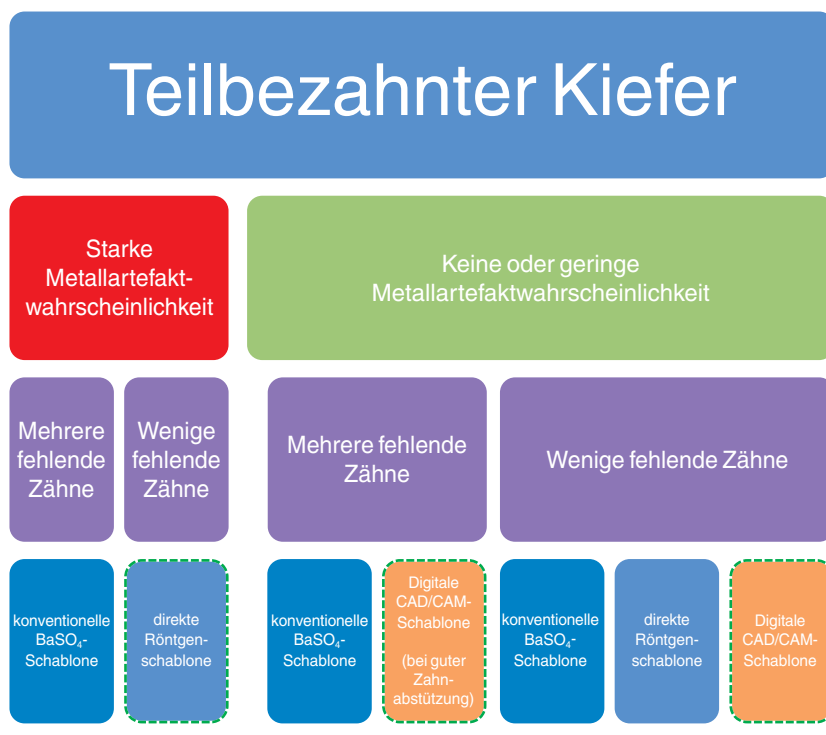 Teilbezahnter Kiefer
Starke
Metallartefakt-
wahrscheinlichkeit
Keine oder geringe
Metallartefaktwahrscheinlichkeit
Mehrere
fehlende
Zähne
Wenige
fehlende
Zähne
Mehrere fehlende
Zähne
Wenige fehlende Zähne
konventionelle
BaSO₄-
Schablone
direkte
Röntgen-
schablone
konventionelle
BaSO₄-
Schablone
Digitale
CAD/CAM-
Schablone
(bei guter
Zahn-
abstützung)
konventionelle
BaSO₄-
Schablone
direkte
Röntgen-
schablone
Digitale
CAD/CAM-
Schablone